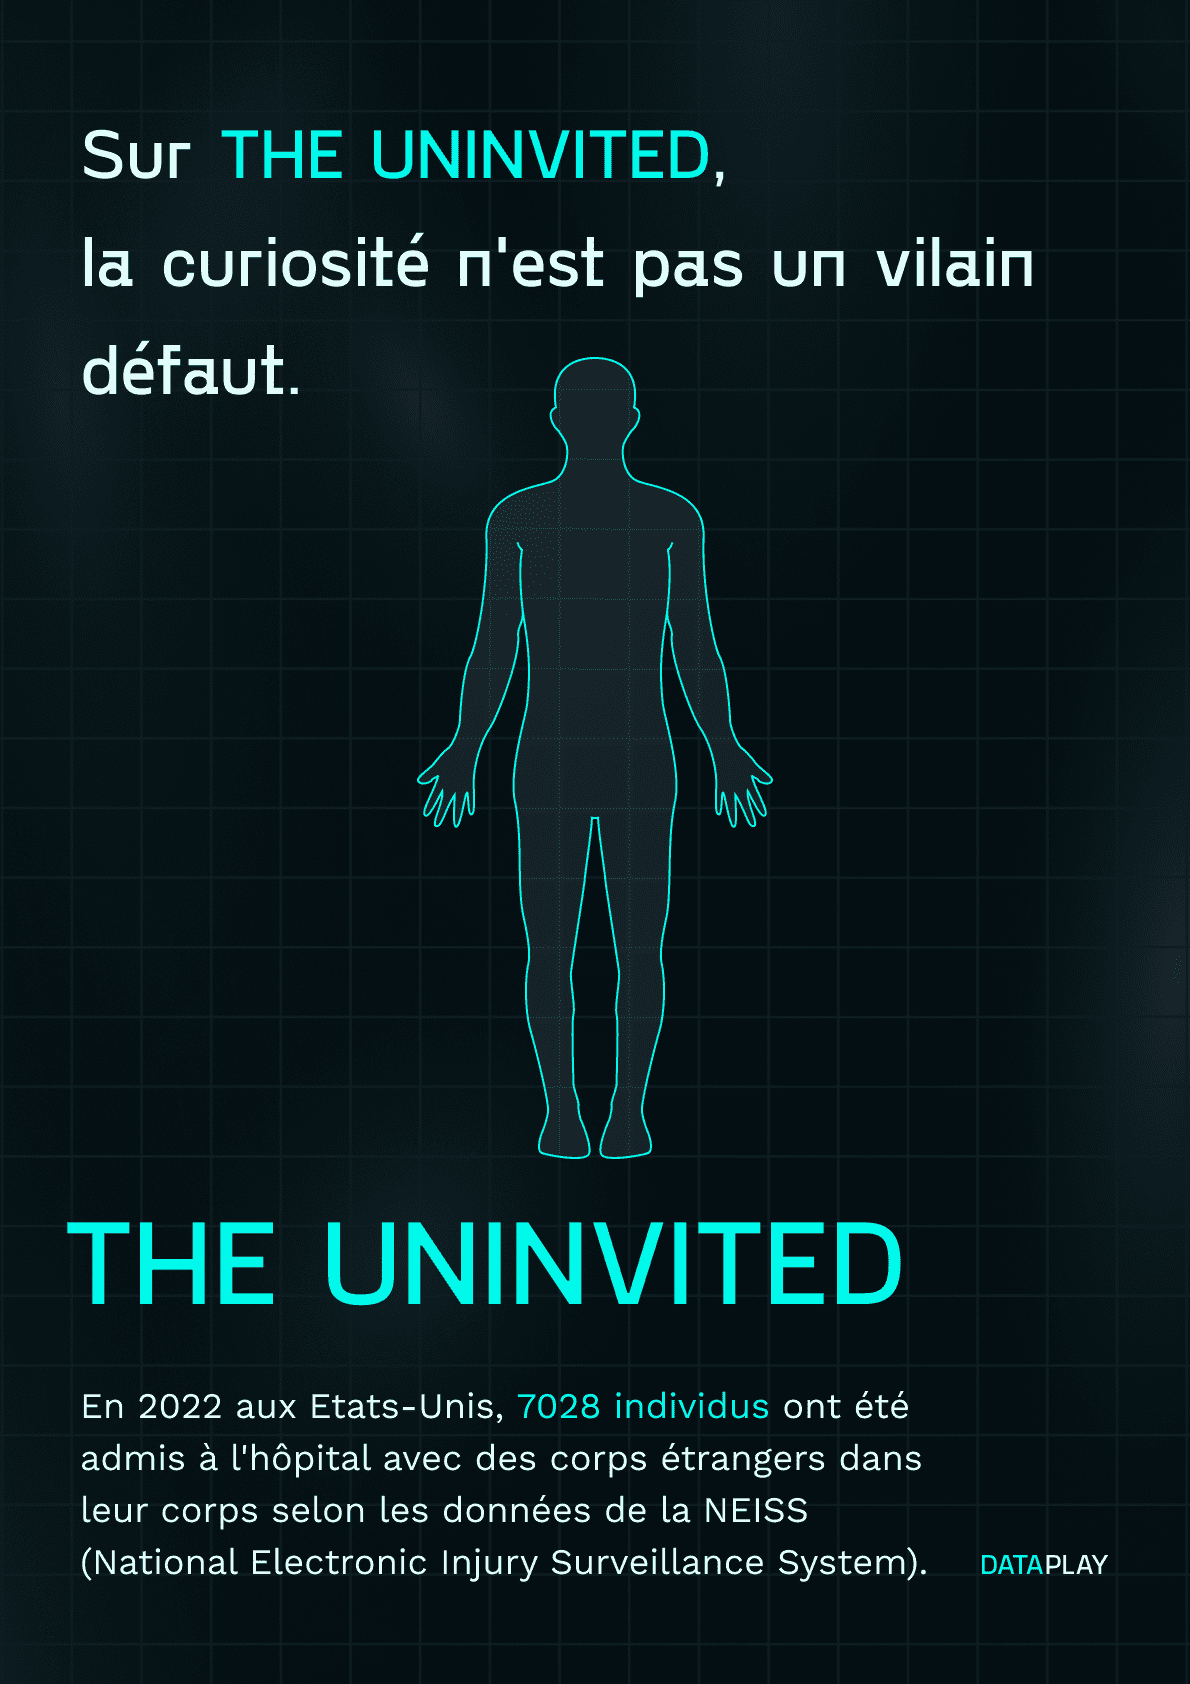 Sur THE UNINVITED,
la curiosité n'est pas un vilain
défaut.
THE UNINVITED
En 2022 aux Etats-Unis, 7028 individus ont été
admis à l'hôpital avec des corps étrangers dans
leur corps selon les données de la NEISS
(National Electronic Injury Surveillance System).
DATAPLAY